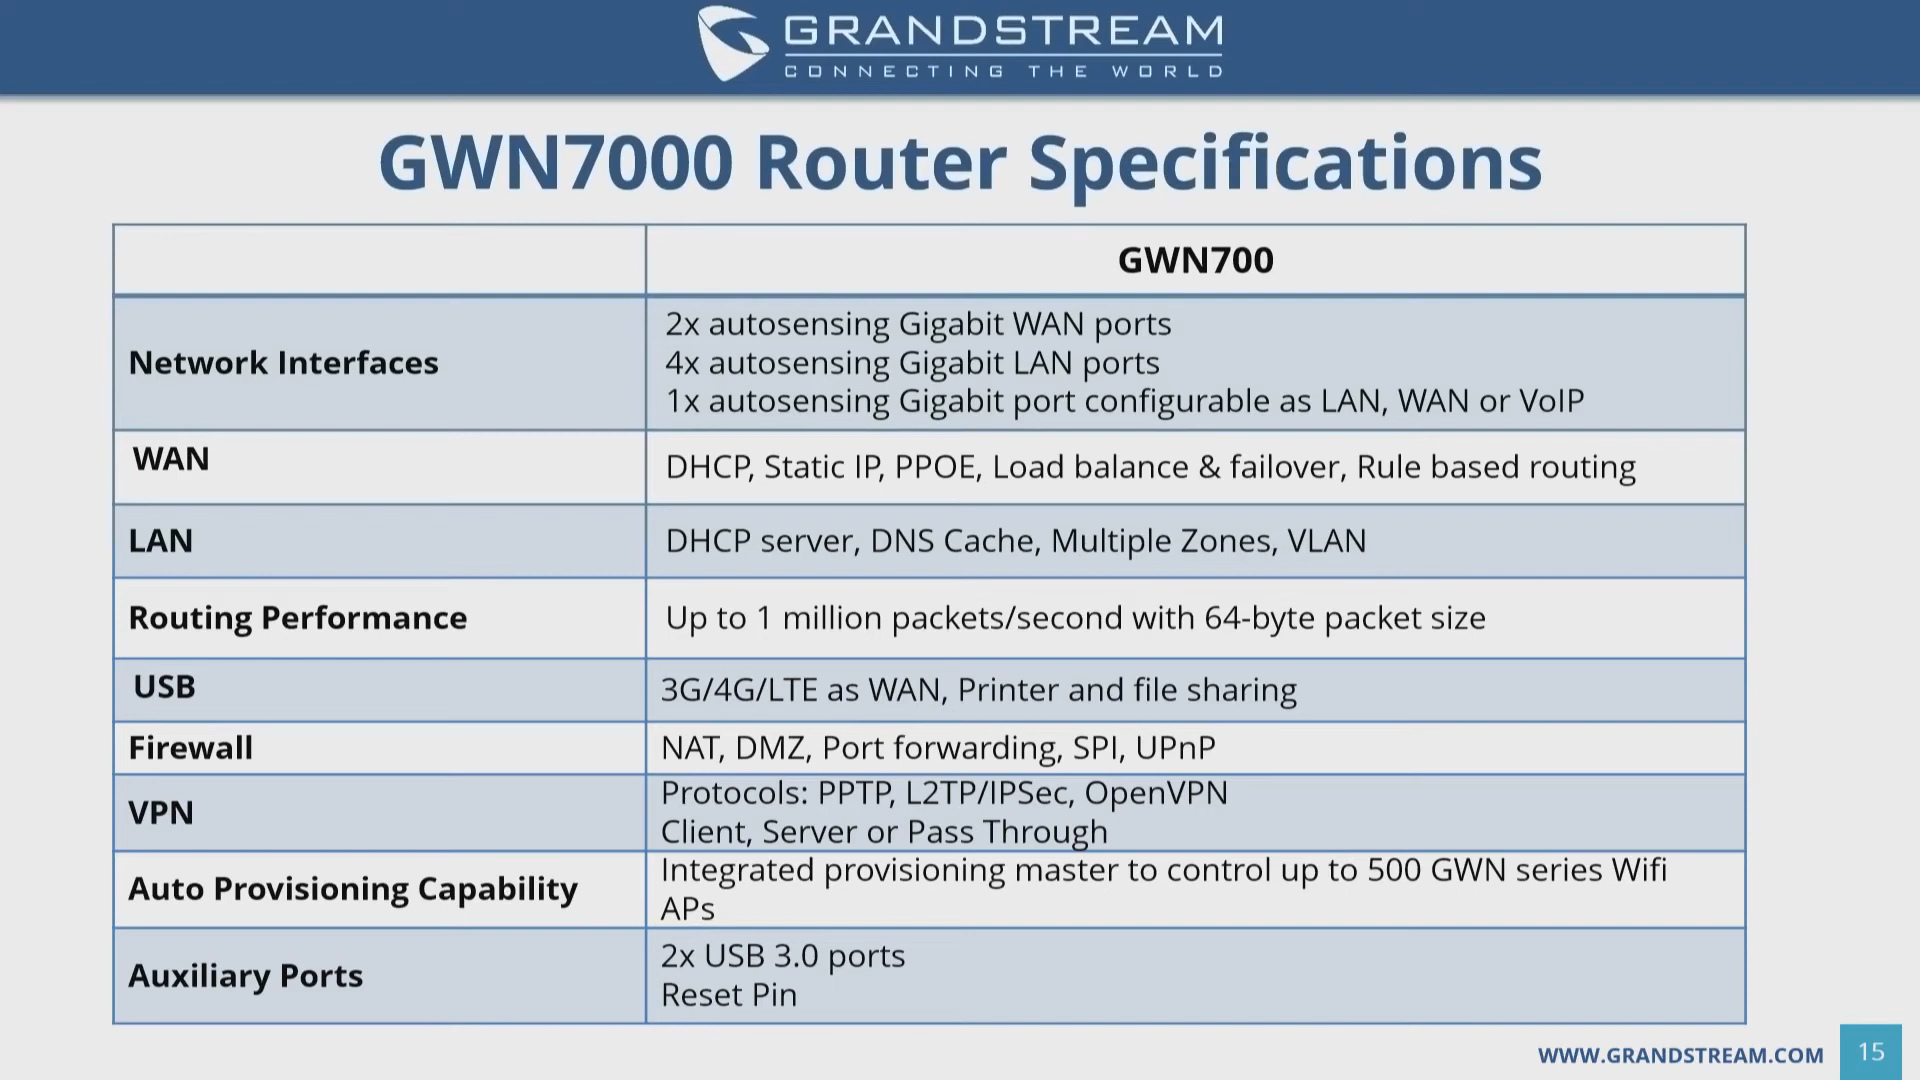 GRANDSTREAM
CONNECTING THE WORLD
GWN7000 Router Specifications
GWN700
Network Interfaces
2x autosensing Gigabit WAN ports
4x autosensing Gigabit LAN ports
1x autosensing Gigabit port configurable as LAN, WAN or VoIP
WAN
DHCP, Static IP, PPOE, Load balance & failover, Rule based routing
LAN
DHCP server, DNS Cache, Multiple Zones, VLAN
Routing Performance
Up to 1 million packets/second with 64-byte packet size
USB
3G/4G/LTE as WAN, Printer and file sharing
Firewall
NAT, DMZ, Port forwarding, SPI, UPnP
VPN
Protocols: PPTP, L2TP/IPSec, OpenVPN
Client, Server or Pass Through
Auto Provisioning Capability
Integrated provisioning master to control up to 500 GWN series Wifi
APs
Auxiliary Ports
2x USB 3.0 ports
Reset Pin
WWW.GRANDSTREAM.COM
15